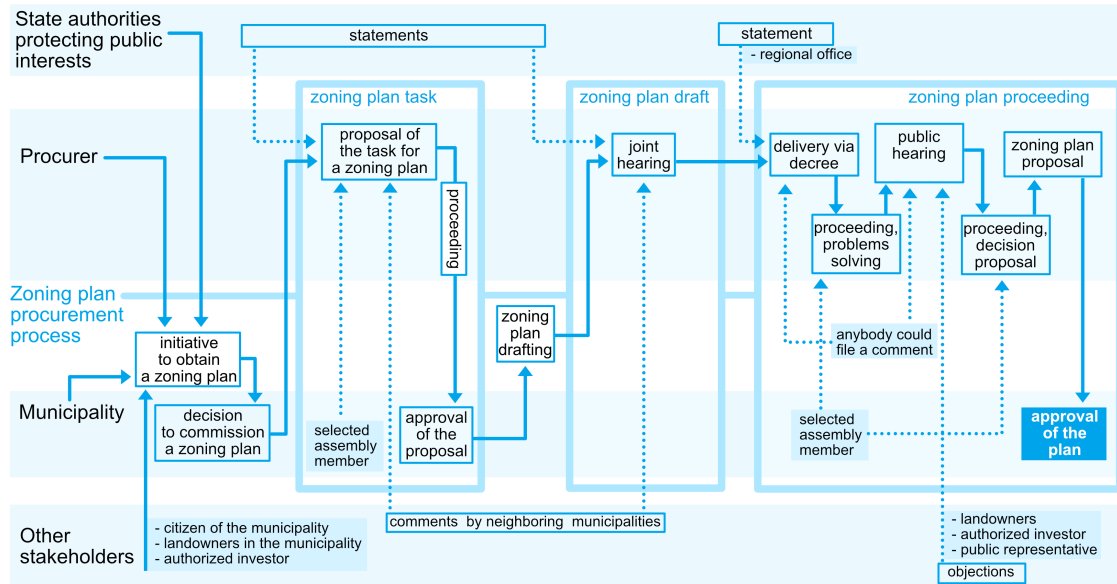 State authorities
protecting public
interests
statements
statement
- regional office
zoning plan task
zoning plan draft
zoning plan proceeding
Procurer
proposal of
the task for
a zoning plan
proceeding
joint
hearing
delivery via
decree
public
hearing
zoning plan
proposal
proceeding,
problems
solving
proceeding,
decision
proposal
Zoning plan
procurement
process
initiative
to obtain
a zoning plan
zoning
plan
drafting
anybody could
file a comment
Municipality
decision
to commission
a zoning plan
selected
assembly
member
approval
of the
proposal
selected
assembly
member
approval
of the
plan
Other
stakeholders
- citizen of the municipality
- landowners in the municipality
- authorized investor
comments by neighboring municipalities
- landowners
- authorized investor
- public representative
objections